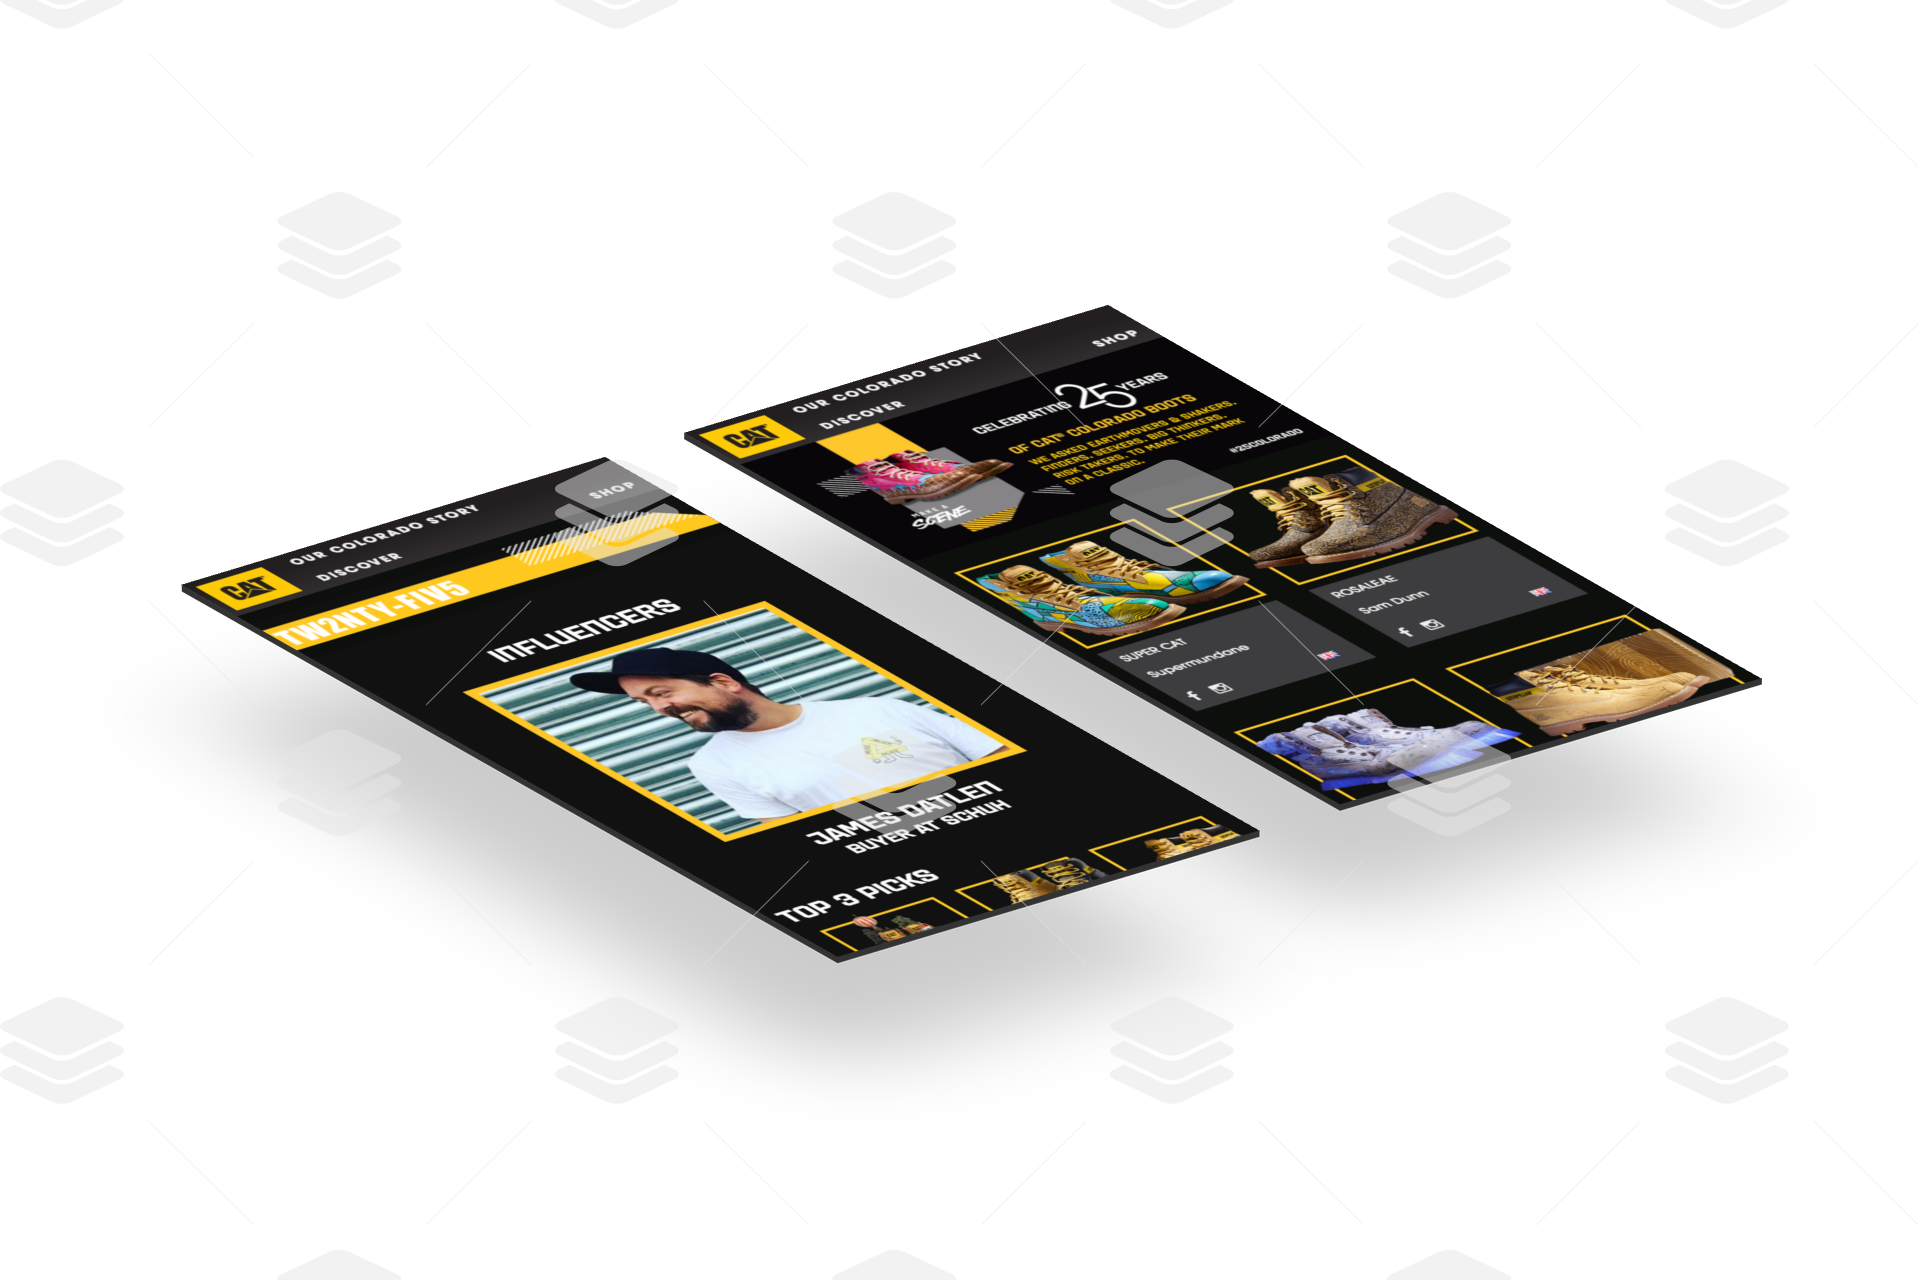 CAT
OUR COLORADO STORY
SHOP
DISCOVER
TW2NTY-FIV5
INFLUENCERS
JAMES DATLEN
BUYER AT SCHUH
TOP 3 PICKS
CAT
OUR COLORADO STORY
SHOP
DISCOVER
CELEBRATING 25 YEARS
OF CAT® COLORADO BOOTS
WE ASKED EARTHMOVERS & SHAKERS,
FINDERS, SEEKERS, BIG THINKERS,
RISK TAKERS, TO MAKE THEIR MARK
ON A CLASSIC.
#25COLORADO
MAKE A
SCENE
SUPER CAT
Supermundane
ROSALEAE
Sam Dunn